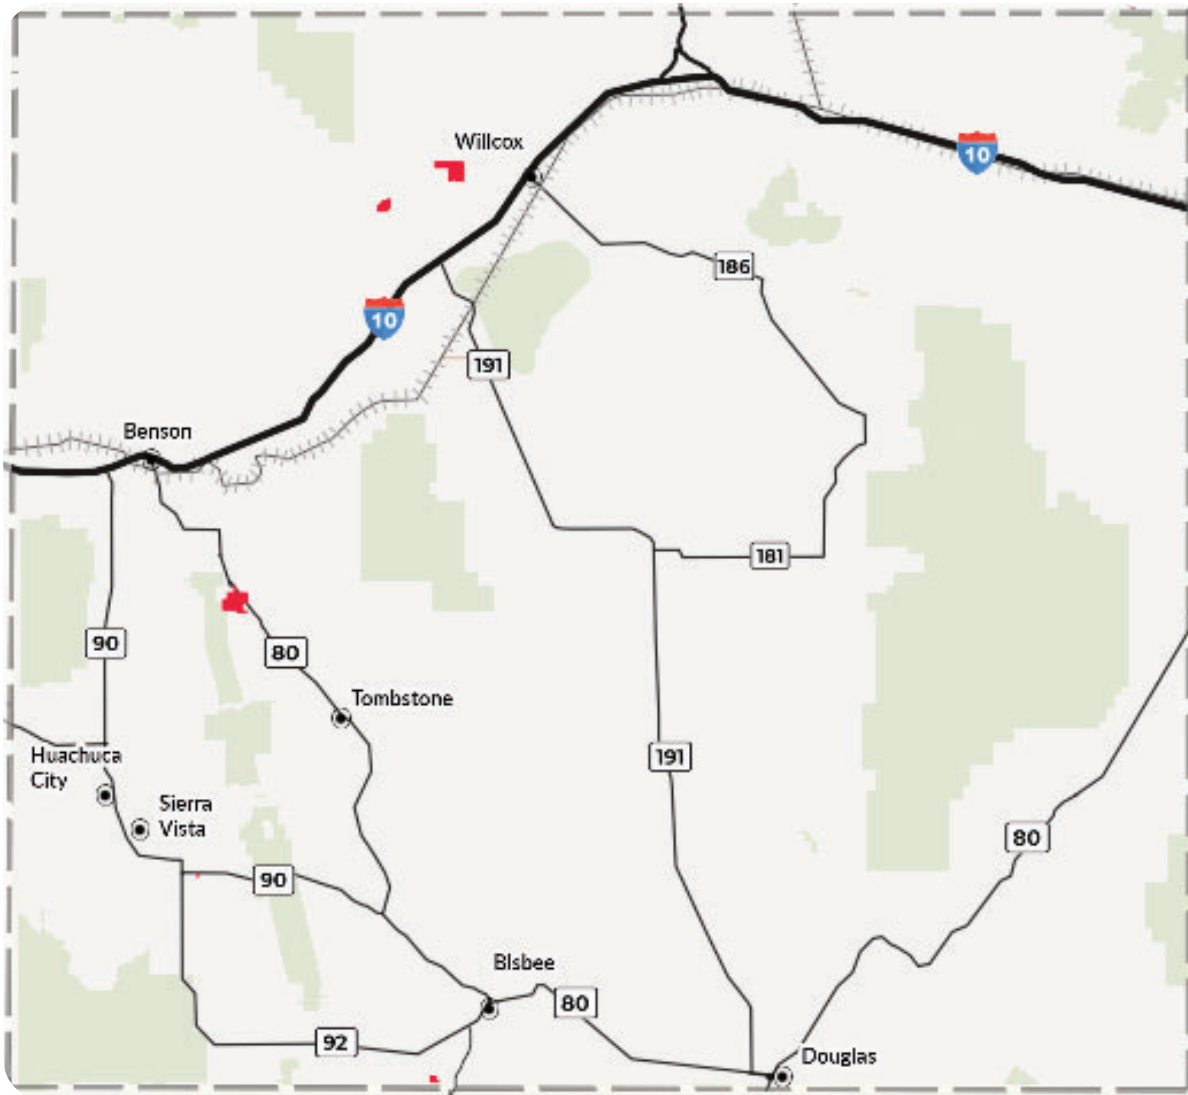 Willcox
10
186
10
191
Benson
181
90
80
Tombstone
Huachuca
City
191
Sierra
Vista
80
90
BIsbee
80
92
Douglas